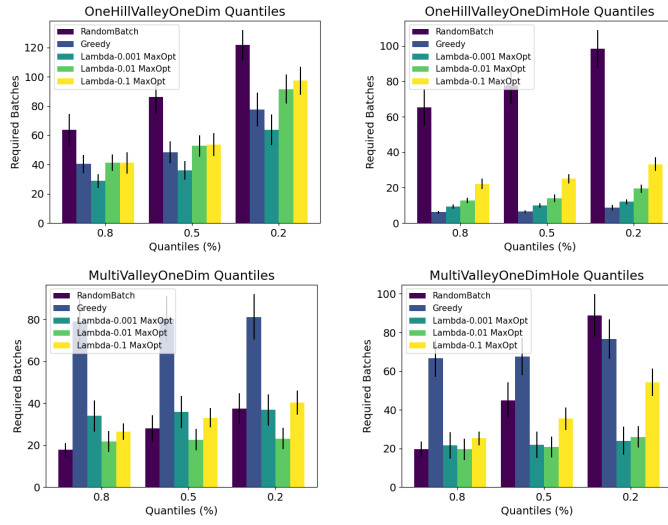 OneHillValleyOneDim Quantiles
Required Batches
120
100
80
60
40
20
0
RandomBatch
Greedy
Lambda-0.001 MaxOpt
Lambda-0.01 MaxOpt
Lambda-0.1 MaxOpt
0.8
0.5
0.2
Quantiles (%)
OneHillValleyOneDimHole Quantiles
Required Batches
100
80
60
40
20
0
RandomBatch
Greedy
Lambda-0.001 MaxOpt
Lambda-0.01 MaxOpt
Lambda-0.1 MaxOpt
0.8
0.5
0.2
Quantiles (%)
MultiValleyOneDim Quantiles
Required Batches
80
60
40
20
0
RandomBatch
Greedy
Lambda-0.001 MaxOpt
Lambda-0.01 MaxOpt
Lambda-0.1 MaxOpt
0.8
0.5
0.2
Quantiles (%)
MultiValleyOneDimHole Quantiles
Required Batches
100
80
60
40
20
0
RandomBatch
Greedy
Lambda-0.001 MaxOpt
Lambda-0.01 MaxOpt
Lambda-0.1 MaxOpt
0.8
0.5
0.2
Quantiles (%)